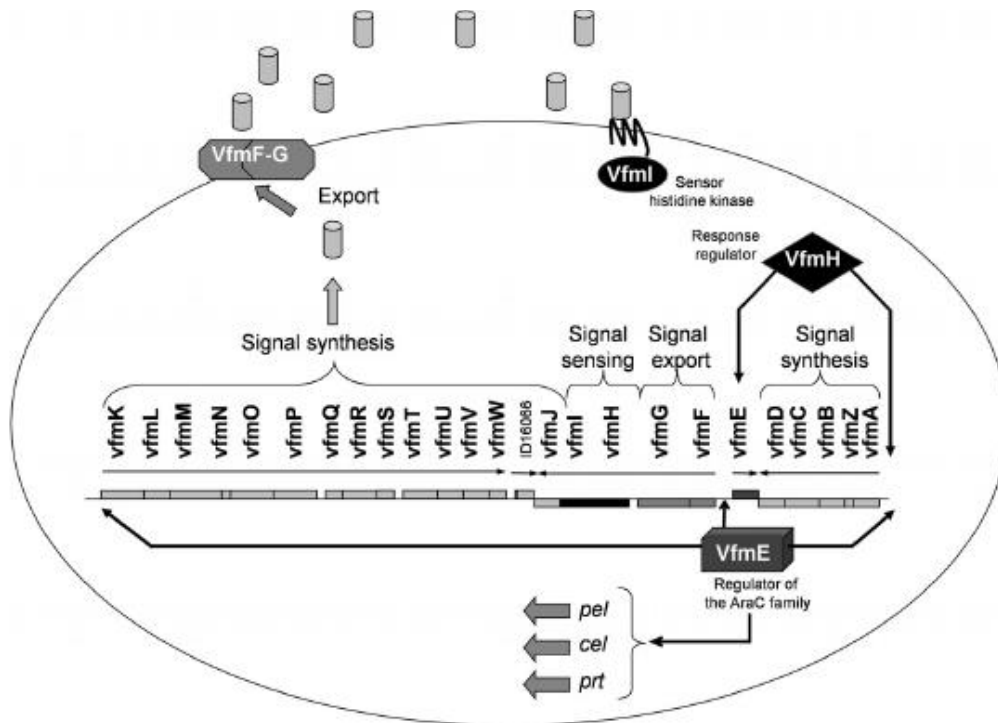 VfmF-G
Export
VfmI
Sensor
histidine kinase
Response
regulator
VfmH
Signal synthesis
Signal
sensing
Signal
export
Signal
synthesis
vfmK
vfmL
vfmM
vfmN
vfmO
vfmP
vfmQ
vfmR
vfmS
vfmT
vfmU
vfmV
vfmW
ID16066
vfmJ
vfmI
vfmH
vfmG
vfmF
vfmE
vfmD
vfmC
vfmB
vfmZ
vfmA
VfmE
Regulator of
the AraC family
pel
cel
prt